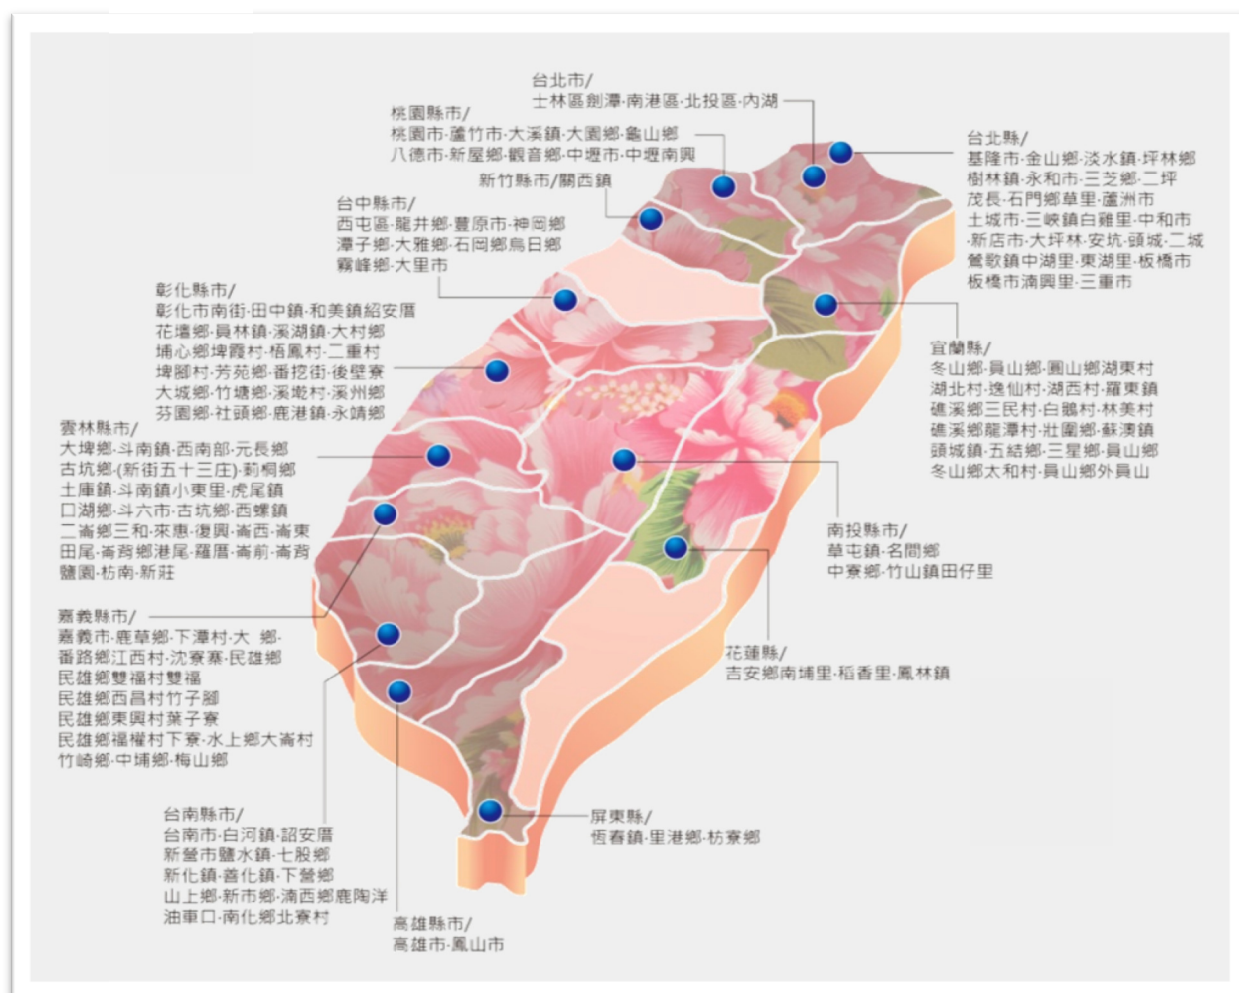 台北市/
士林區劍潭·南港區·北投區·內湖
桃園縣市/
桃園市·蘆竹市·大溪鎮·大園鄉·龜山鄉
八德市·新屋鄉·觀音鄉·中壢市·中壢南興
新竹縣市/關西鎮
台中縣市/
西屯區·龍井鄉·豐原市·神岡鄉
潭子鄉·大雅鄉·石岡鄉烏日鄉
霧峰鄉·大里市
彰化縣市/
彰化市南街·田中鎮·和美鎮紹安厝
花壇鄉·員林鎮·溪湖鎮·大村鄉
埔心鄉埤霞村·梧鳳村·二重村
埤腳村·芳苑鄉·番挖街·後壁寮
大城鄉·竹塘鄉·溪墘村·溪州鄉
芬園鄉·社頭鄉·鹿港鎮·永靖鄉
雲林縣市/
大埤鄉·斗南鎮·西南部·元長鄉
古坑鄉·(新街五十三庄)·莿桐鄉
土庫鎮·斗南鎮小東里·虎尾鎮
口湖鄉·斗六市·古坑鄉·西螺鎮
二崙鄉三和·來惠·復興·崙西·崙東
田尾·崙背鄉港尾·羅厝·崙前·崙背
鹽園·枋南·新莊
嘉義縣市/
嘉義市·鹿草鄉·下潭村·大 鄉·
番路鄉江西村·沈寮寨·民雄鄉
民雄鄉雙福村雙福
民雄鄉西昌村竹子腳
民雄鄉東興村葉子寮
民雄鄉福權村下寮·水上鄉大崙村
竹崎鄉·中埔鄉·梅山鄉
台南縣市/
台南市·白河鎮·詔安厝
新營市鹽水鎮·七股鄉
新化鎮·善化鎮·下營鄉
山上鄉·新市鄉·湳西鄉鹿陶洋
油車口·南化鄉北寮村
高雄縣市/
高雄市·鳳山市
屏東縣/
恆春鎮·里港鄉·枋寮鄉
花蓮縣/
吉安鄉南埔里·稻香里·鳳林鎮
南投縣市/
草屯鎮·名間鄉
中寮鄉·竹山鎮田仔里
宜蘭縣/
冬山鄉·員山鄉·圓山鄉湖東村
湖北村·逸仙村·湖西村·羅東鎮
礁溪鄉三民村·白鵝村·林美村
礁溪鄉龍潭村·壯圍鄉·蘇澳鎮
頭城鎮·五結鄉·三星鄉·員山鄉
冬山鄉太和村·員山鄉外員山
台北縣/
基隆市·金山鄉·淡水鎮·坪林鄉
樹林鎮·永和市·三芝鄉·二坪
茂長·石門鄉草里·蘆洲市
土城市·三峽鎮白雞里·中和市
·新店市·大坪林·安坑·頭城·二城
鶯歌鎮中湖里·東湖里·板橋市
板橋市湳興里·三重市